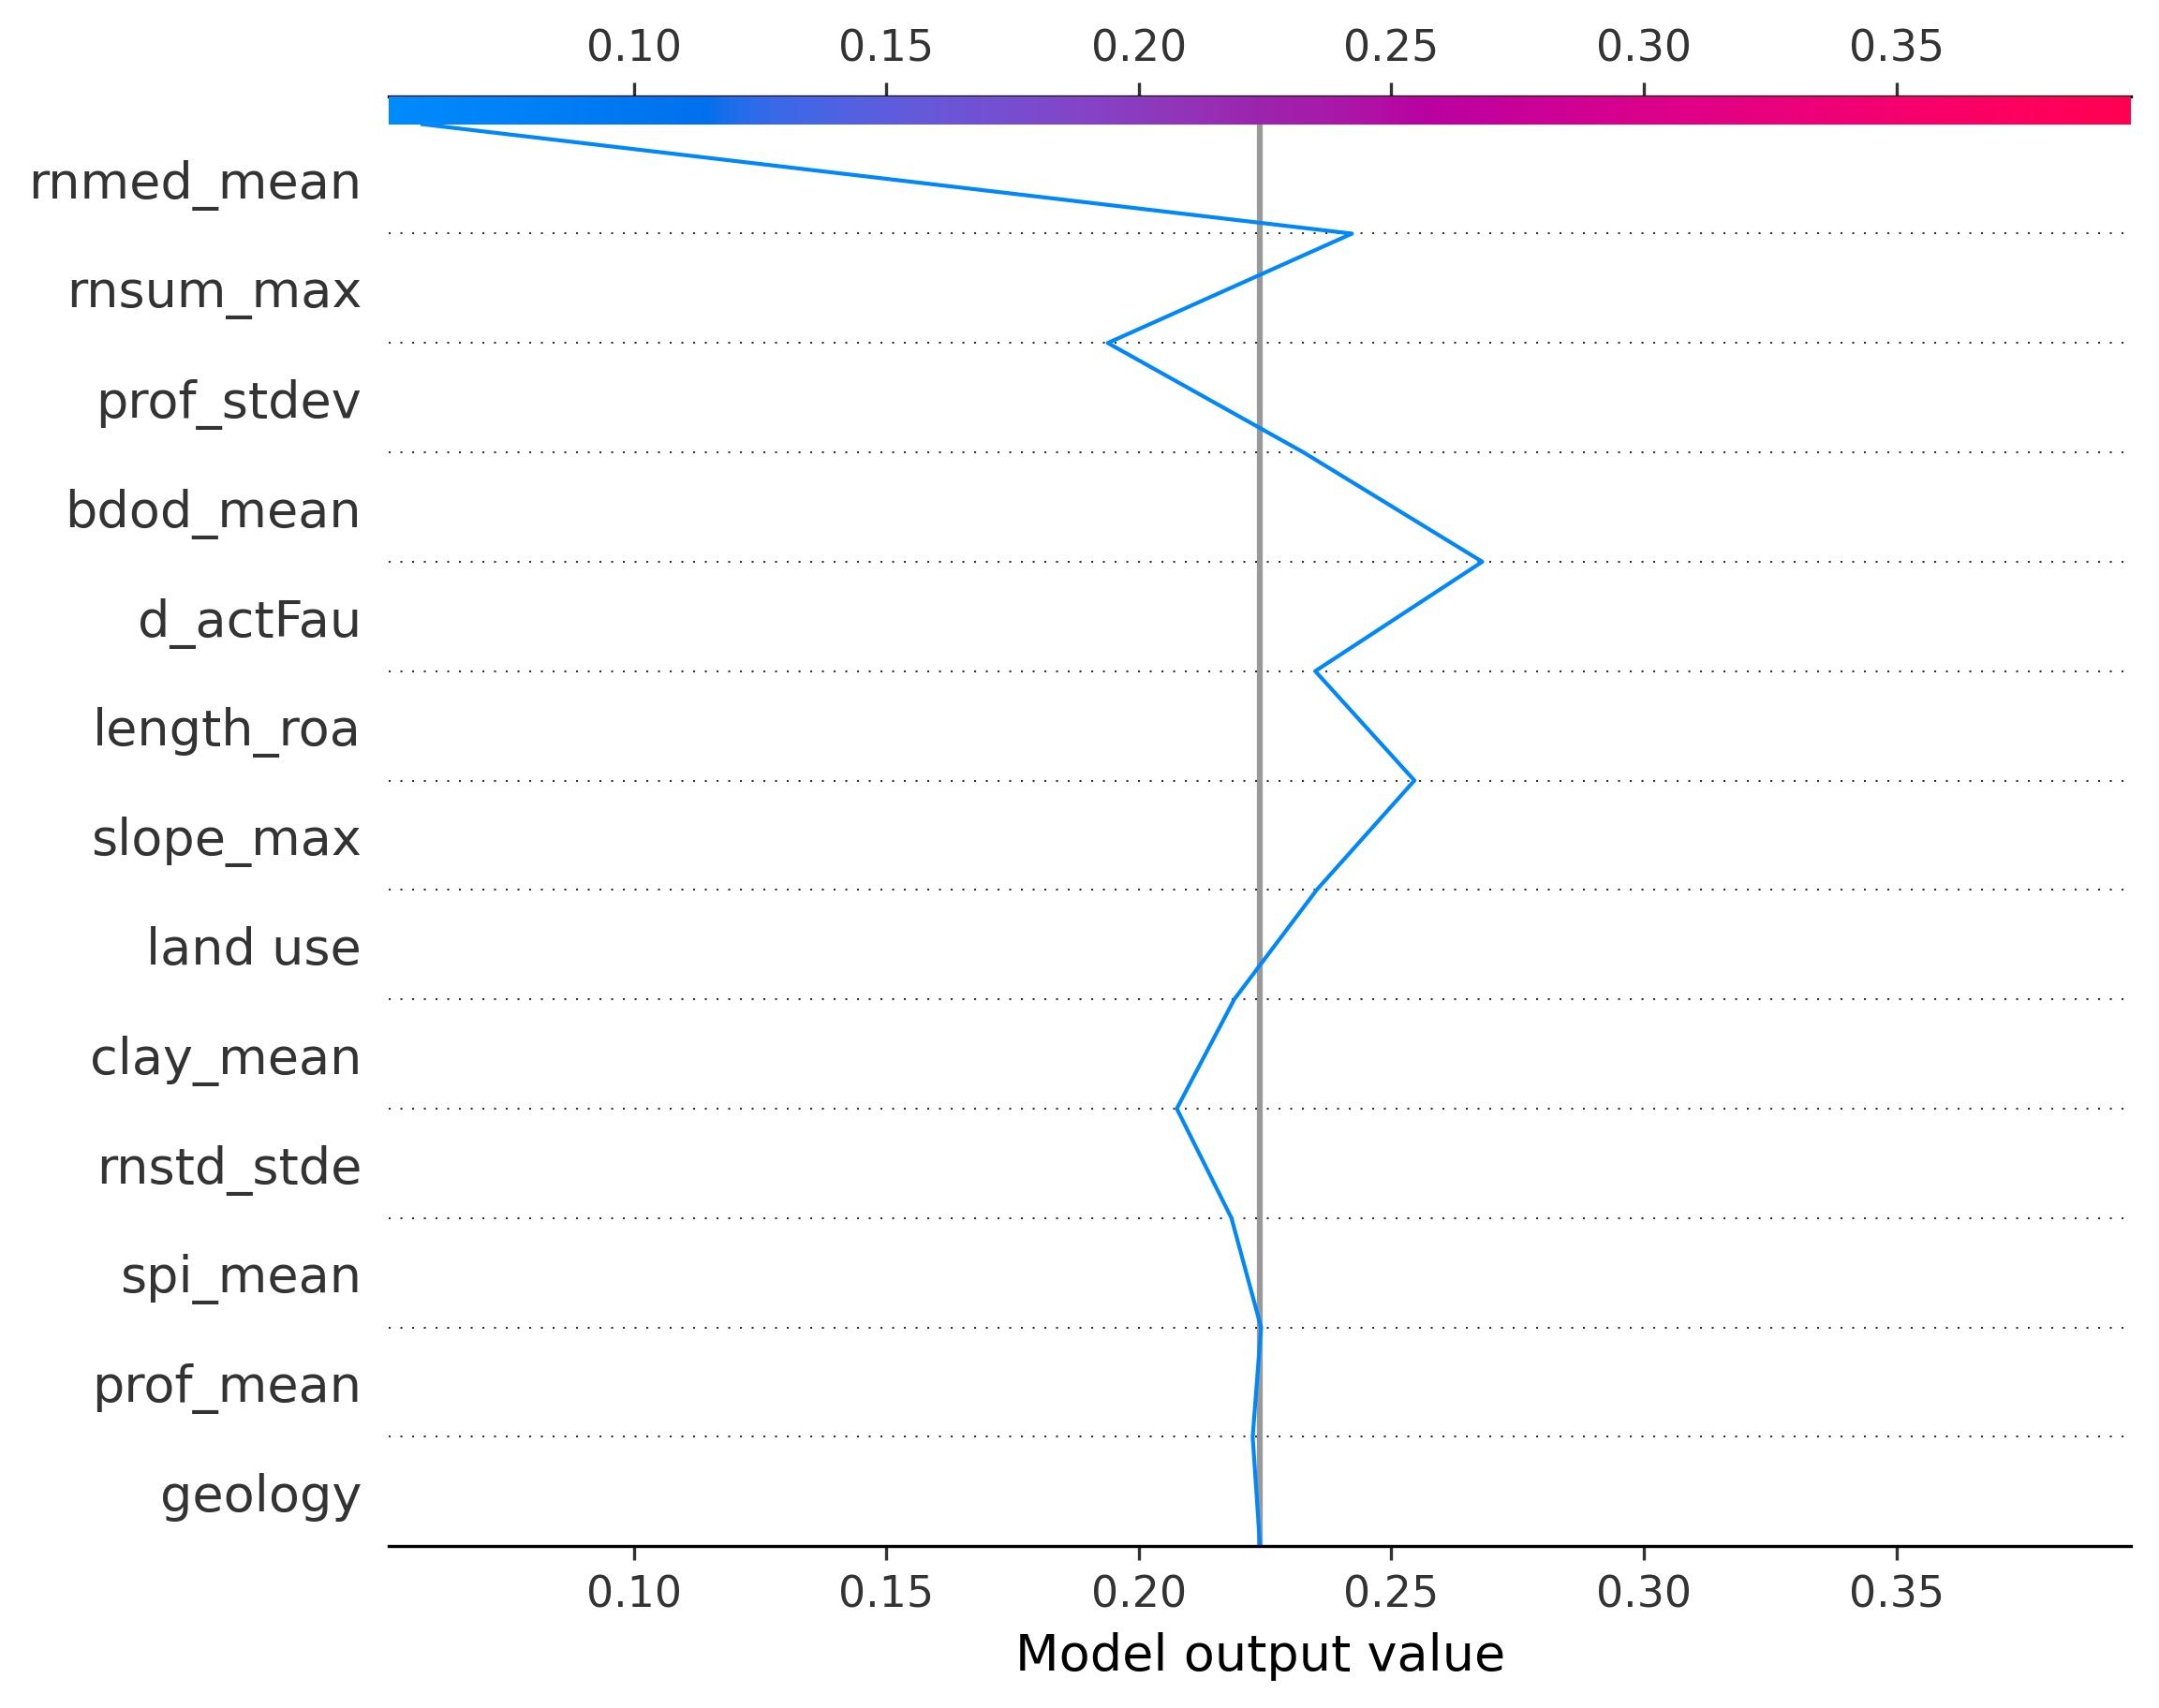 0.10 0.15 0.20 0.25 0.30 0.35
rnmed_mean
rnsum_max
prof_stdev
bdod_mean
d_actFau
length_roa
slope_max
land use
clay_mean
rnstd_stde
spi_mean
prof_mean
geology
0.10 0.15 0.20 0.25 0.30 0.35
Model output value